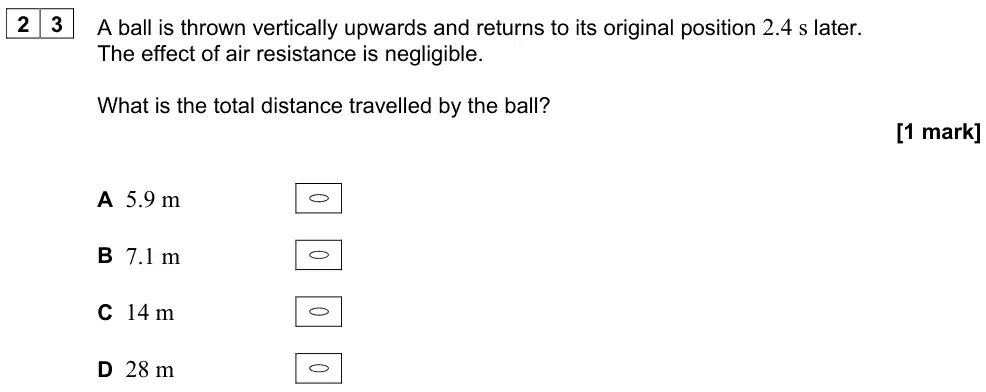 2 3 A ball is thrown vertically upwards and returns to its original position 2.4 s later.
The effect of air resistance is negligible.
What is the total distance travelled by the ball?
[1 mark]
A 5.9 m
B 7.1 m
C 14 m
D 28 m